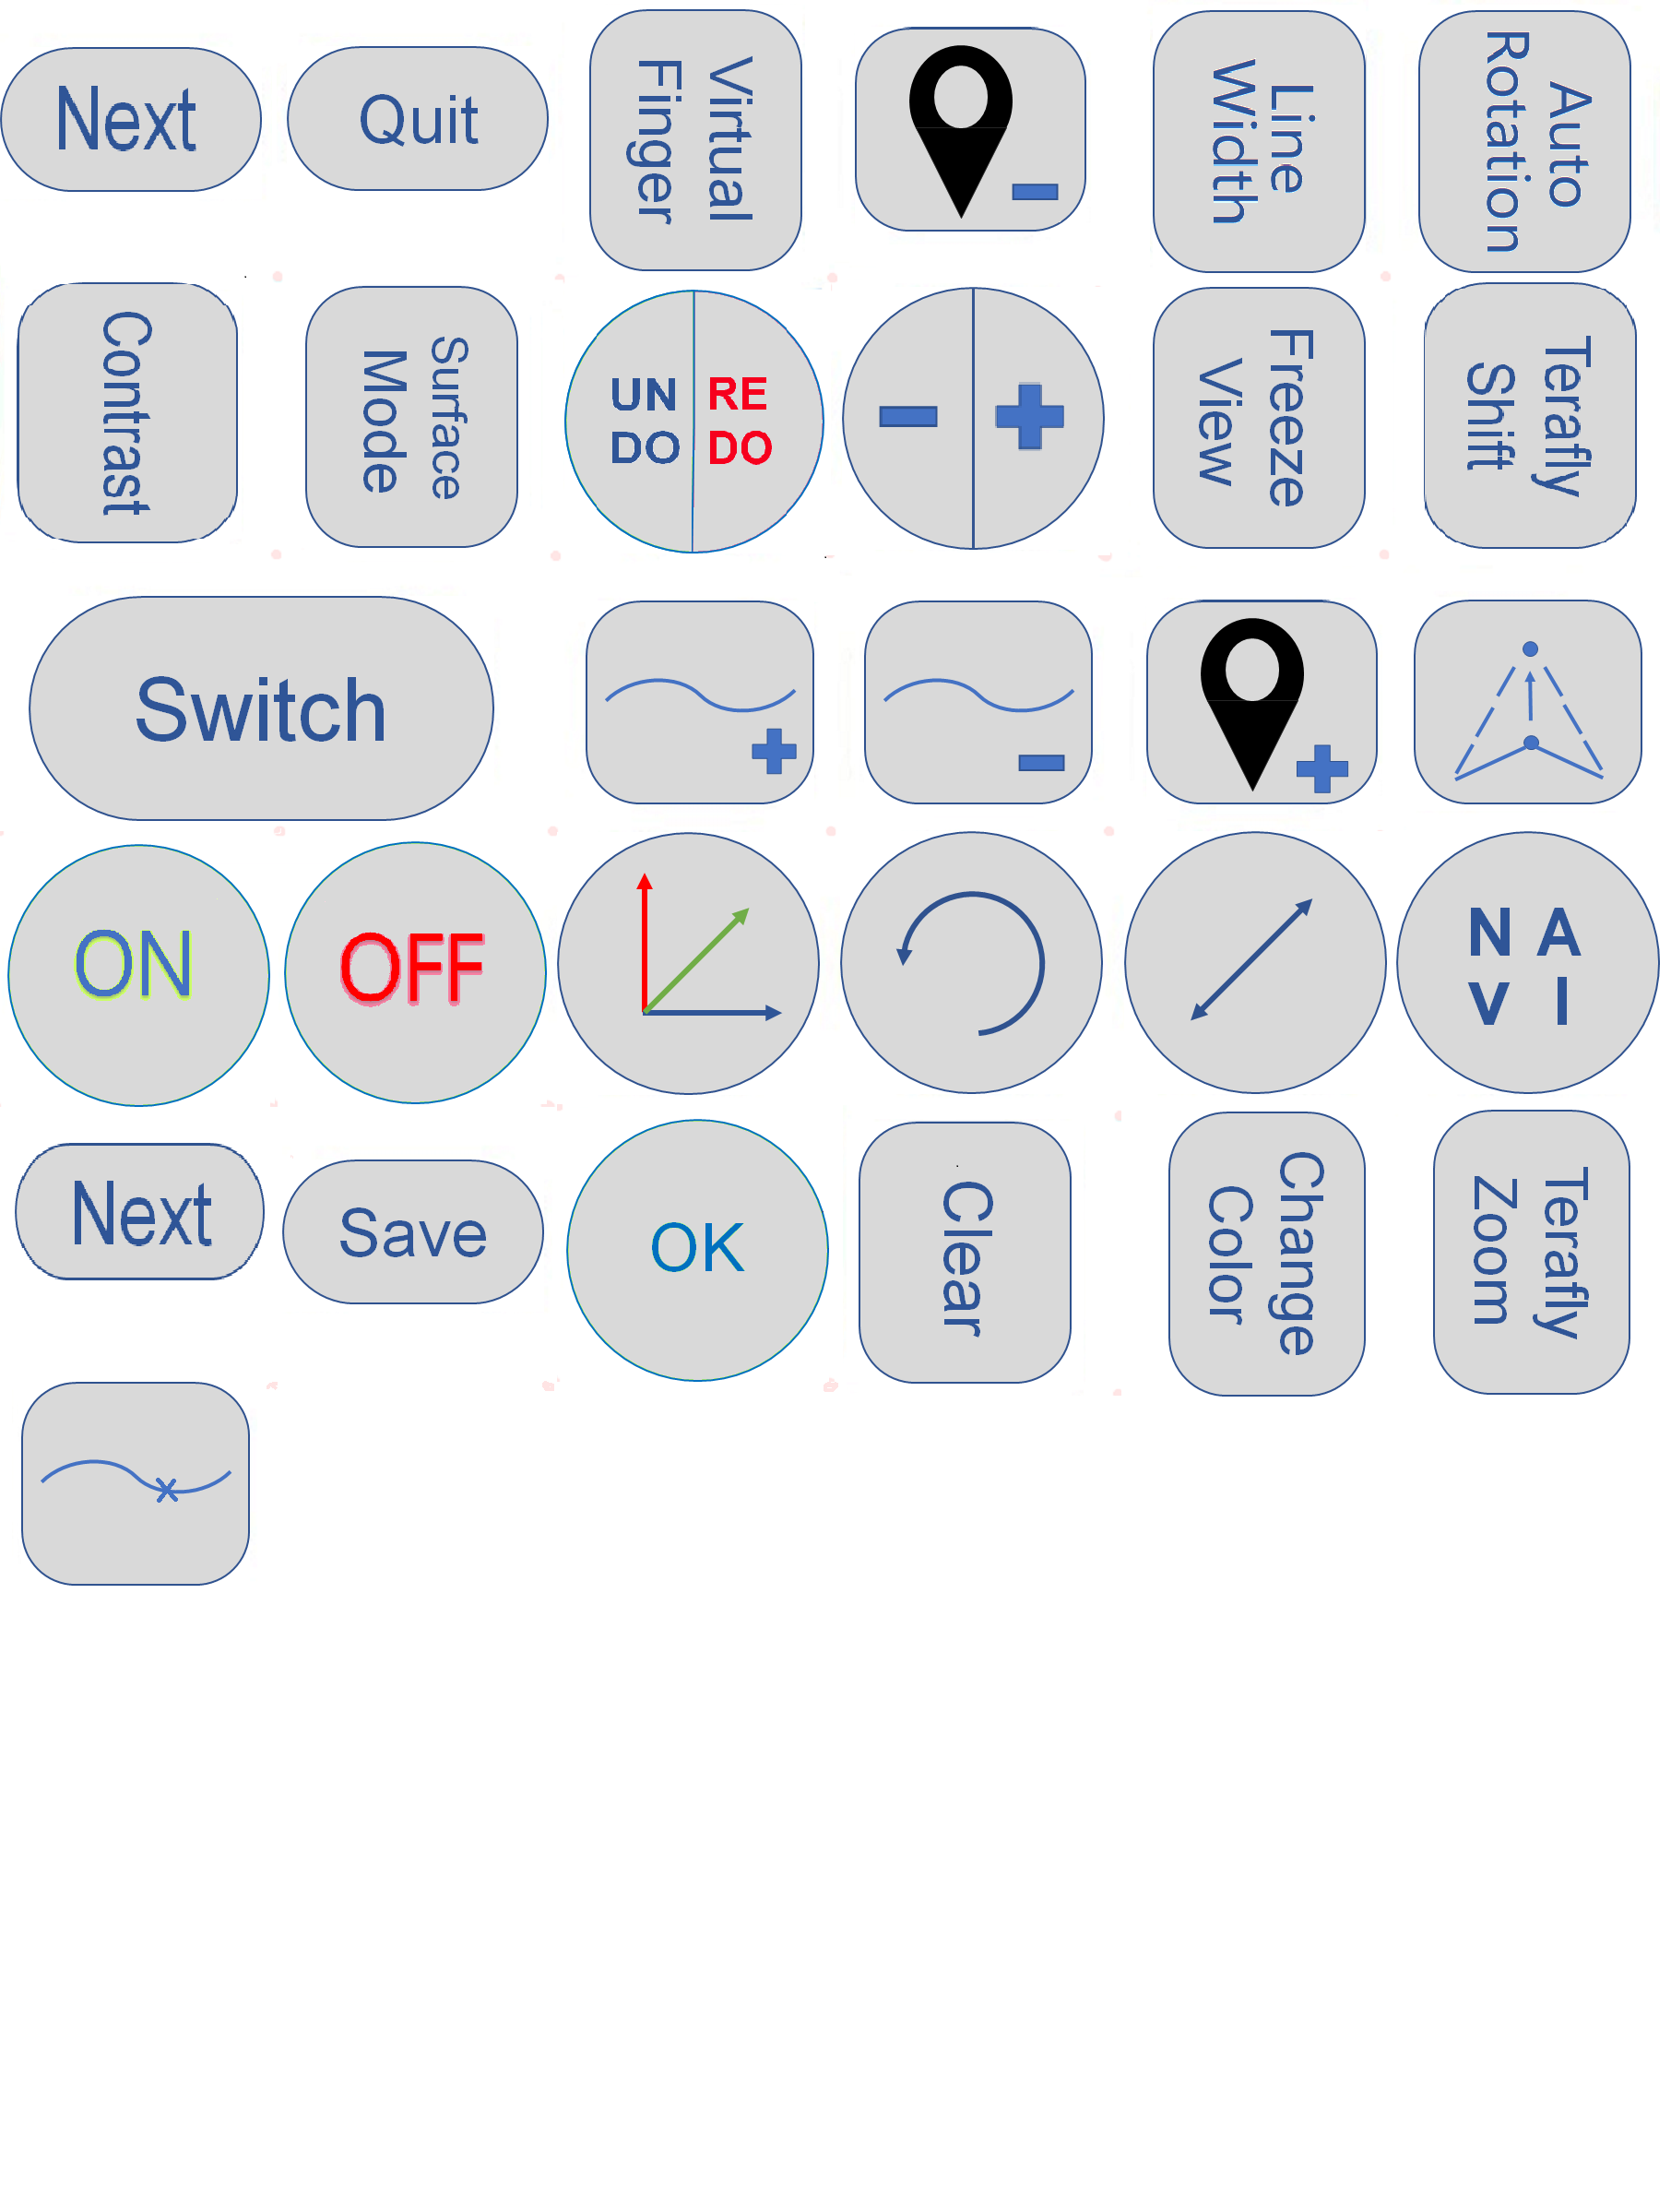 Next
Quit
Virtual
Finger
Line
Width
Auto
Rotation
Contrast
Surface
Mode
UN
DO
RE
DO
Freeze
View
Terafly
Shift
Switch
ON
OFF
N A
V I
Next
Save
OK
Clear
Change
Color
Terafly
Zoom